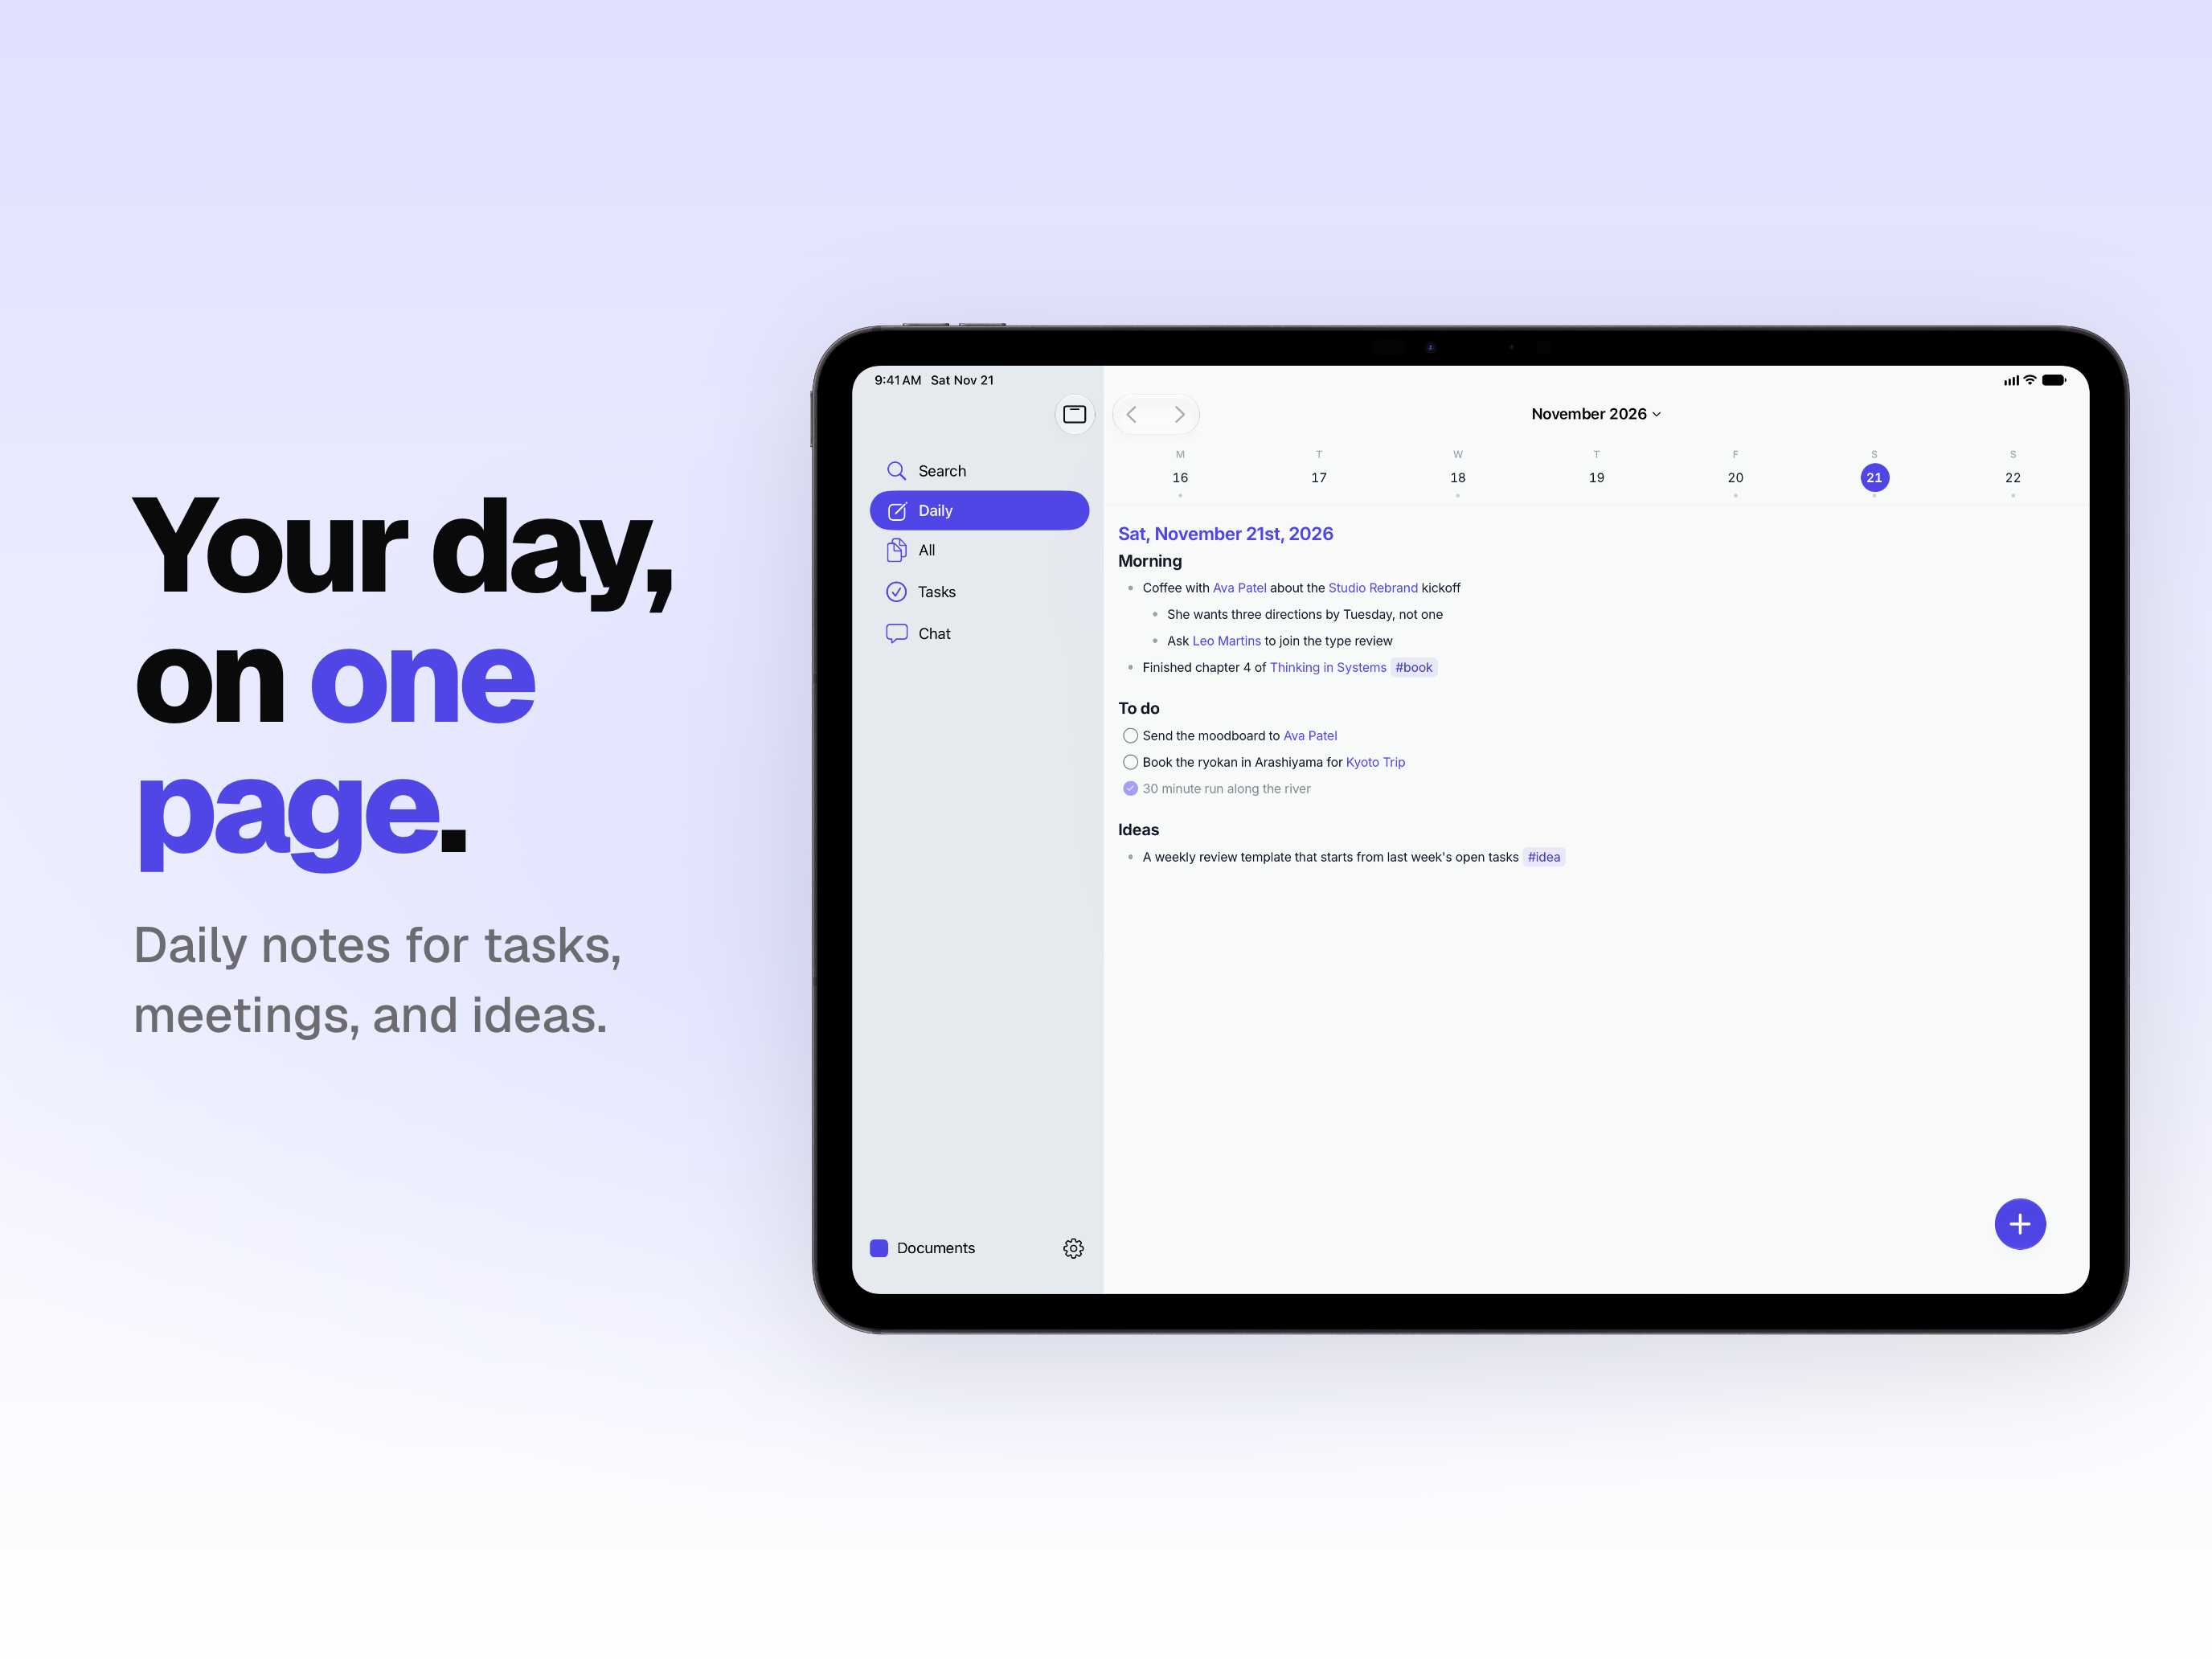 Your day,
on one
page.
Daily notes for tasks,
meetings, and ideas.
9:41 AM Sat Nov 21
Search
Daily
All
Tasks
Chat
Documents
November 2026
M T W T F S S
16 17 18 19 20 21 22
Sat, November 21st, 2026
Morning
Coffee with Ava Patel about the Studio Rebrand kickoff
She wants three directions by Tuesday, not one
Ask Leo Martins to join the type review
Finished chapter 4 of Thinking in Systems #book
To do
Send the moodboard to Ava Patel
Book the ryokan in Arashiyama for Kyoto Trip
30 minute run along the river
Ideas
A weekly review template that starts from last week's open tasks #idea